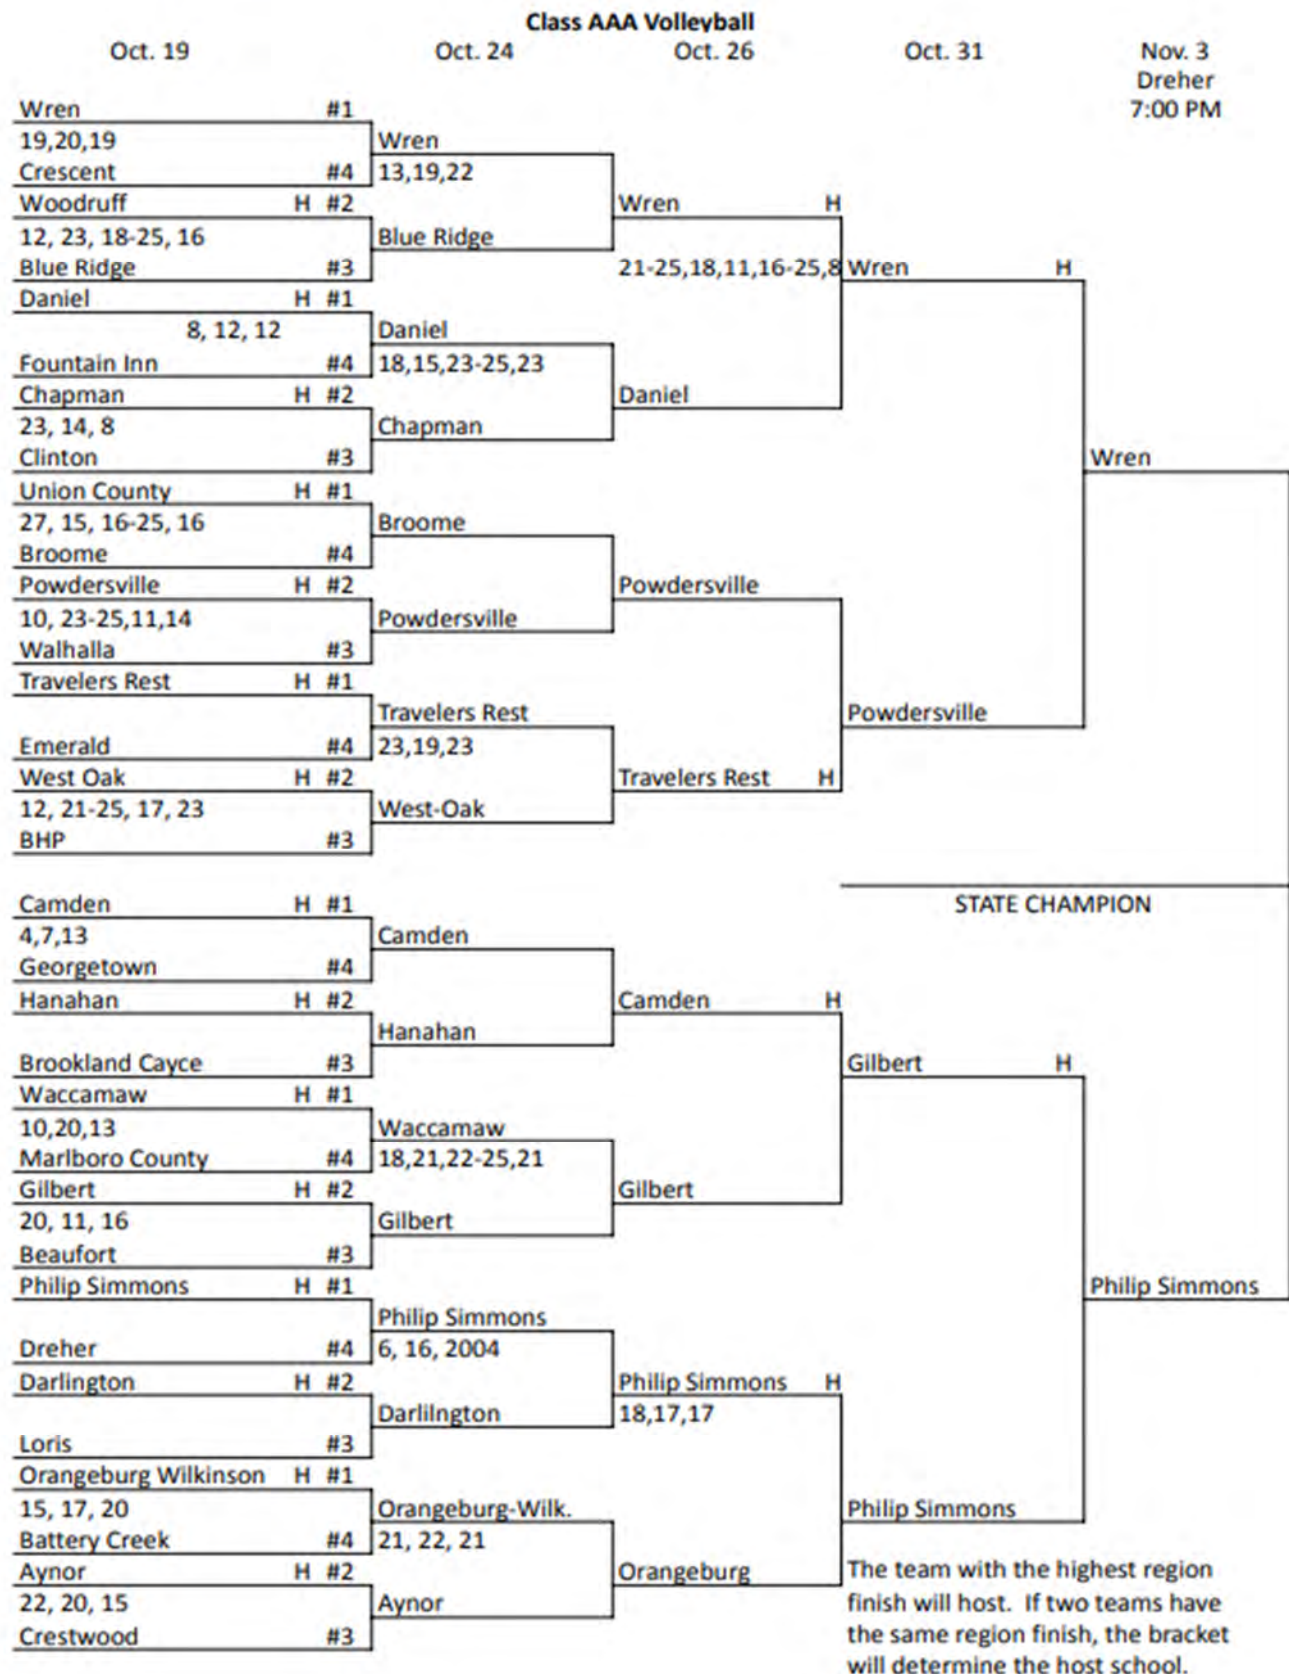 Class AAA Volleyball
Oct. 19 Oct. 24 Oct. 26 Oct. 31 Nov. 3
Dreher
7:00 PM
Wren #1
19,20,19
Crescent #4
Woodruff H #2
12, 23, 18-25, 16
Blue Ridge #3
Daniel H #1
8, 12, 12
Fountain Inn #4
Chapman H #2
23, 14, 8
Clinton #3
Union County H #1
27, 15, 16-25, 16
Broome #4
Powdersville H #2
10, 23-25,11,14
Walhalla #3
Travelers Rest H #1
Emerald #4
West Oak H #2
12, 21-25, 17, 23
BHP #3
Camden H #1
4,7,13
Georgetown #4
Hanahan H #2
Brookland Cayce #3
Waccamaw H #1
10,20,13
Marlboro County #4
Gilbert H #2
20, 11, 16
Beaufort #3
Philip Simmons H #1
Dreher #4
Darlington H #2
Loris #3
Orangeburg Wilkinson H #1
15, 17, 20
Battery Creek #4
Aynor H #2
22, 20, 15
Crestwood #3
Wren
13,19,22
Blue Ridge
Daniel
18,15,23-25,23
Chapman
Broome
Powdersville
Travelers Rest
23,19,23
West-Oak
Camden
Hanahan
Waccamaw
18,21,22-25,21
Gilbert
Philip Simmons
6, 16, 2004
Darlilngton
Orangeburg-Wilk.
21, 22, 21
Aynor
Wren H
21-25,18,11,16-25,8
Daniel
Powdersville
Travelers Rest H
Camden H
Gilbert
Philip Simmons H
18,17,17
Orangeburg
Wren H
Powdersville
Gilbert H
Philip Simmons
Wren
Philip Simmons
STATE CHAMPION
The team with the highest region
finish will host. If two teams have
the same region finish, the bracket
will determine the host school.